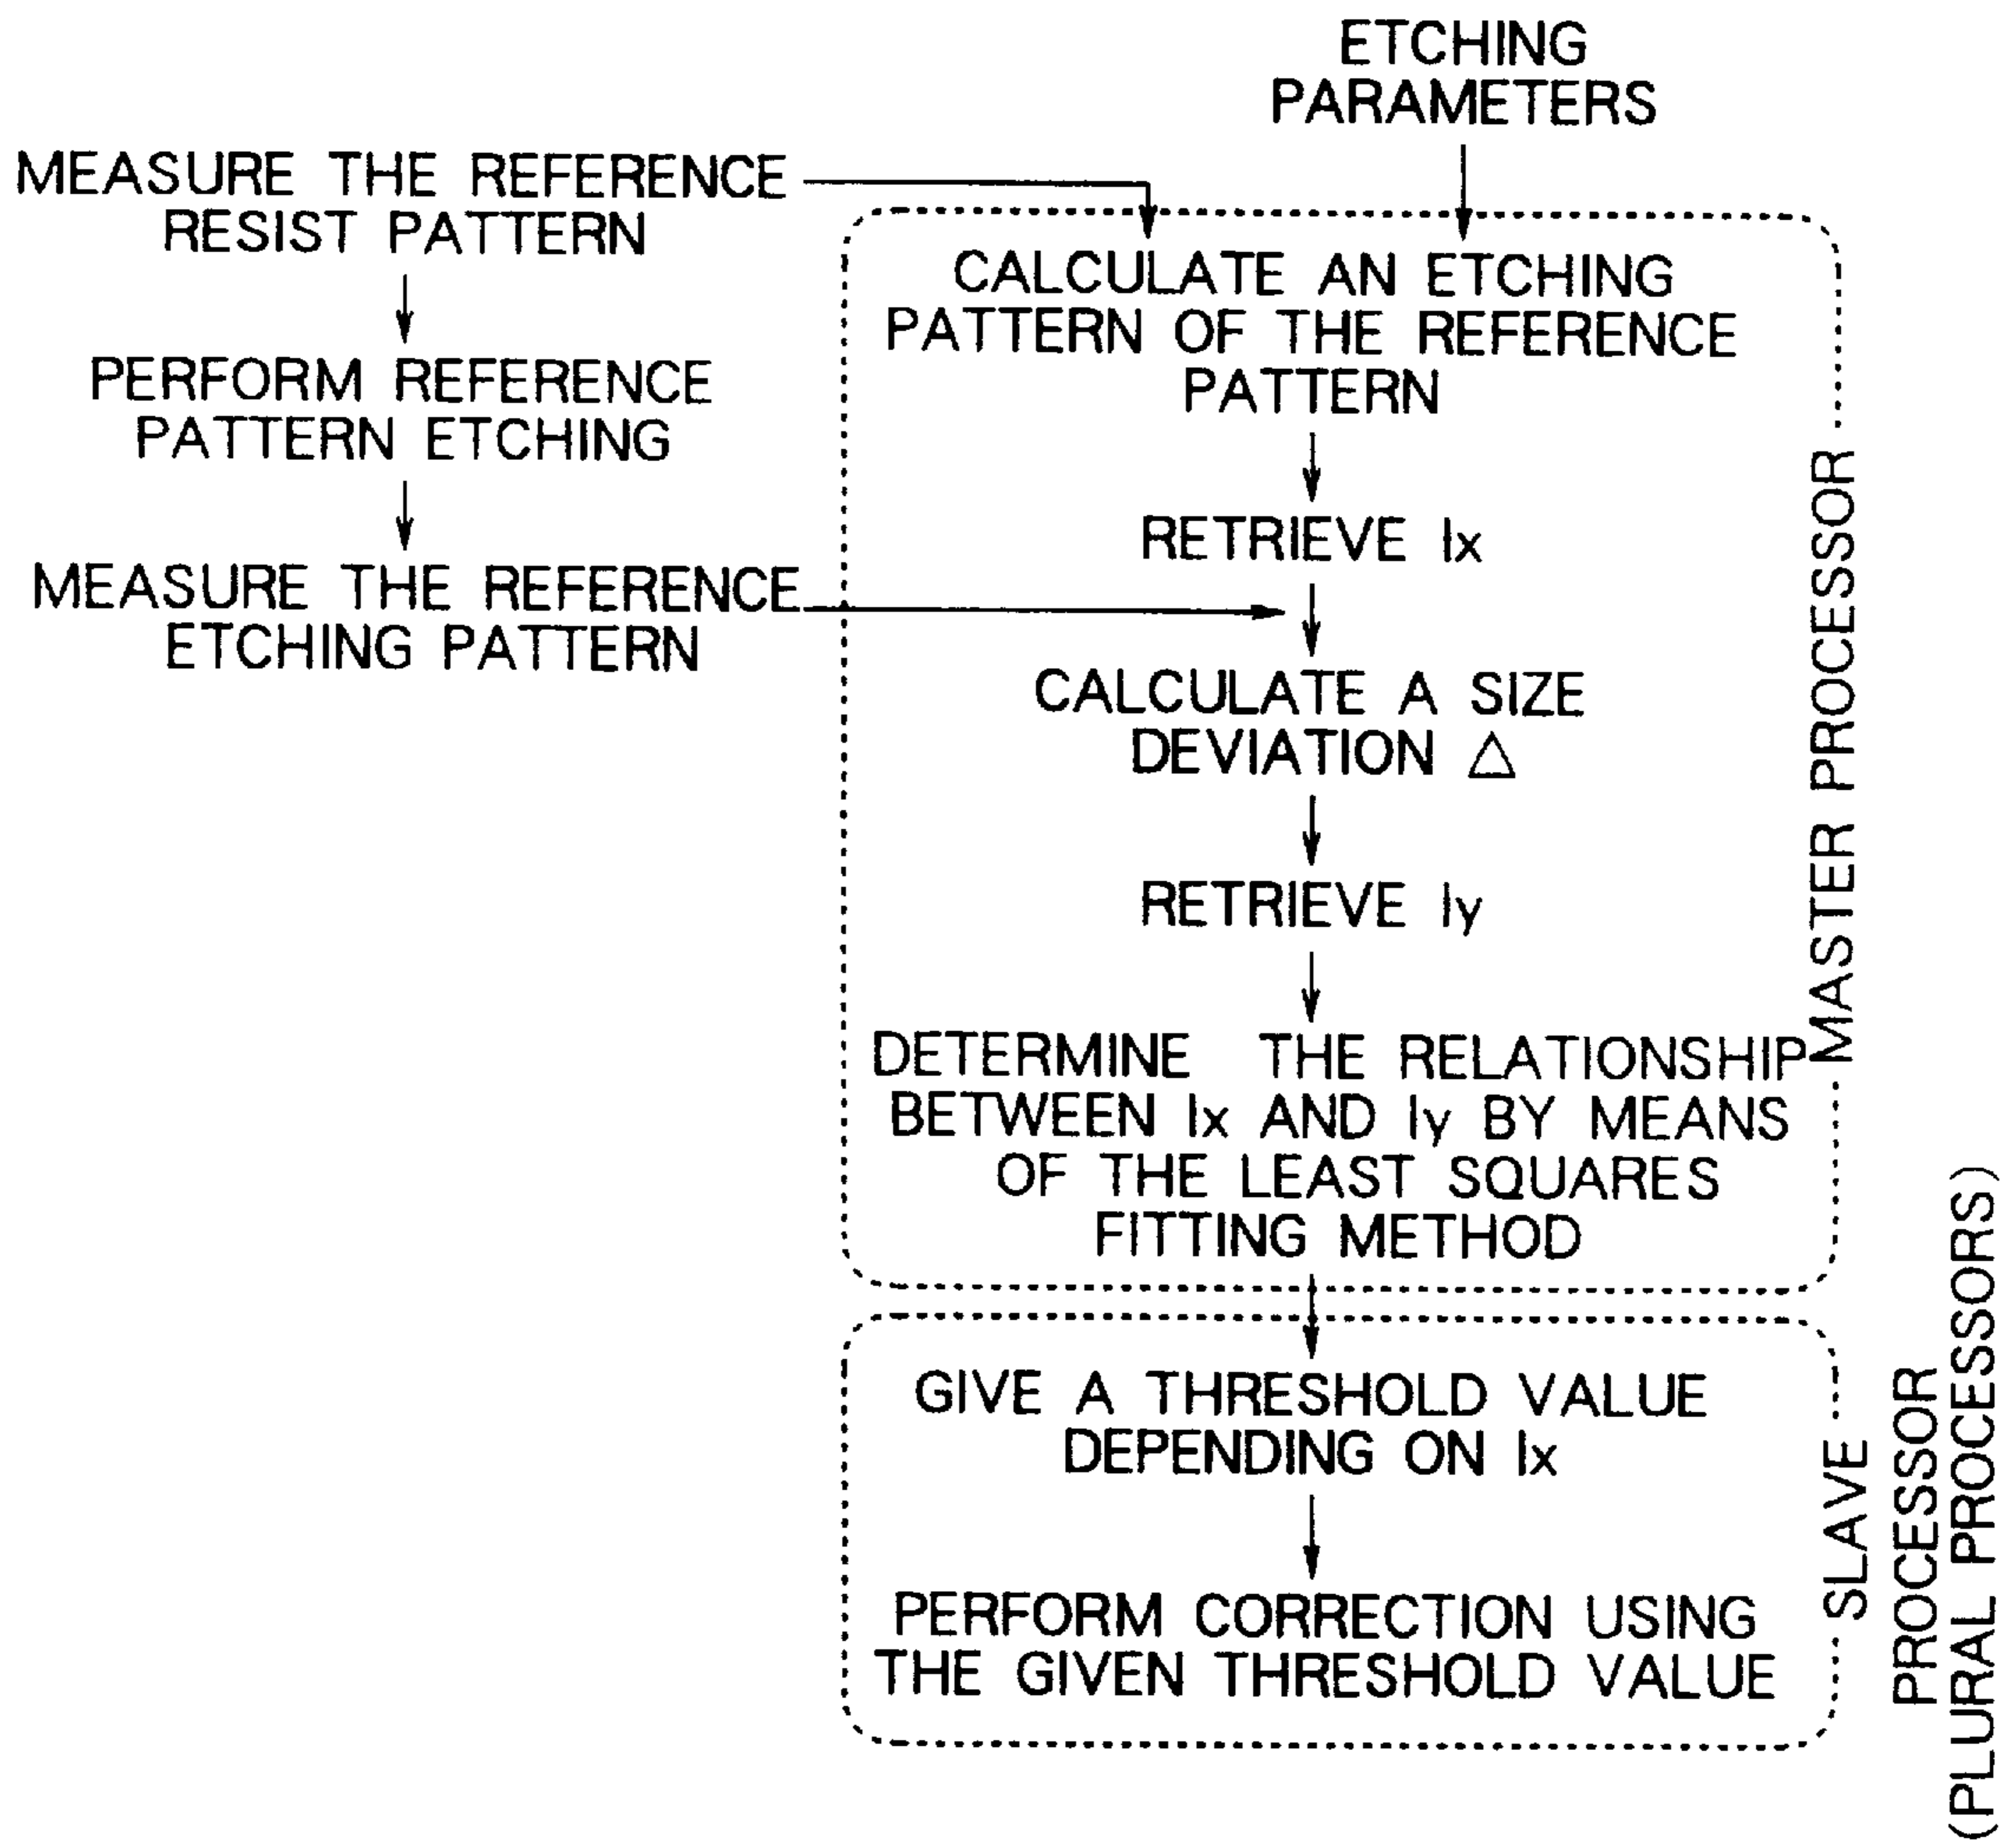 ETCHING
PARAMETERS
MEASURE THE REFERENCE
RESIST PATTERN
PERFORM REFERENCE
PATTERN ETCHING
MEASURE THE REFERENCE
ETCHING PATTERN
CALCULATE AN ETCHING
PATTERN OF THE REFERENCE
PATTERN
RETRIEVE Ix
CALCULATE A SIZE
DEVIATION △
RETRIEVE Iy
DETERMINE THE RELATIONSHIP
BETWEEN Ix AND Iy BY MEANS
OF THE LEAST SQUARES
FITTING METHOD
MASTER PROCESSOR
GIVE A THRESHOLD VALUE
DEPENDING ON Ix
PERFORM CORRECTION USING
THE GIVEN THRESHOLD VALUE
SLAVE
PROCESSOR
(PLURAL PROCESSORS)